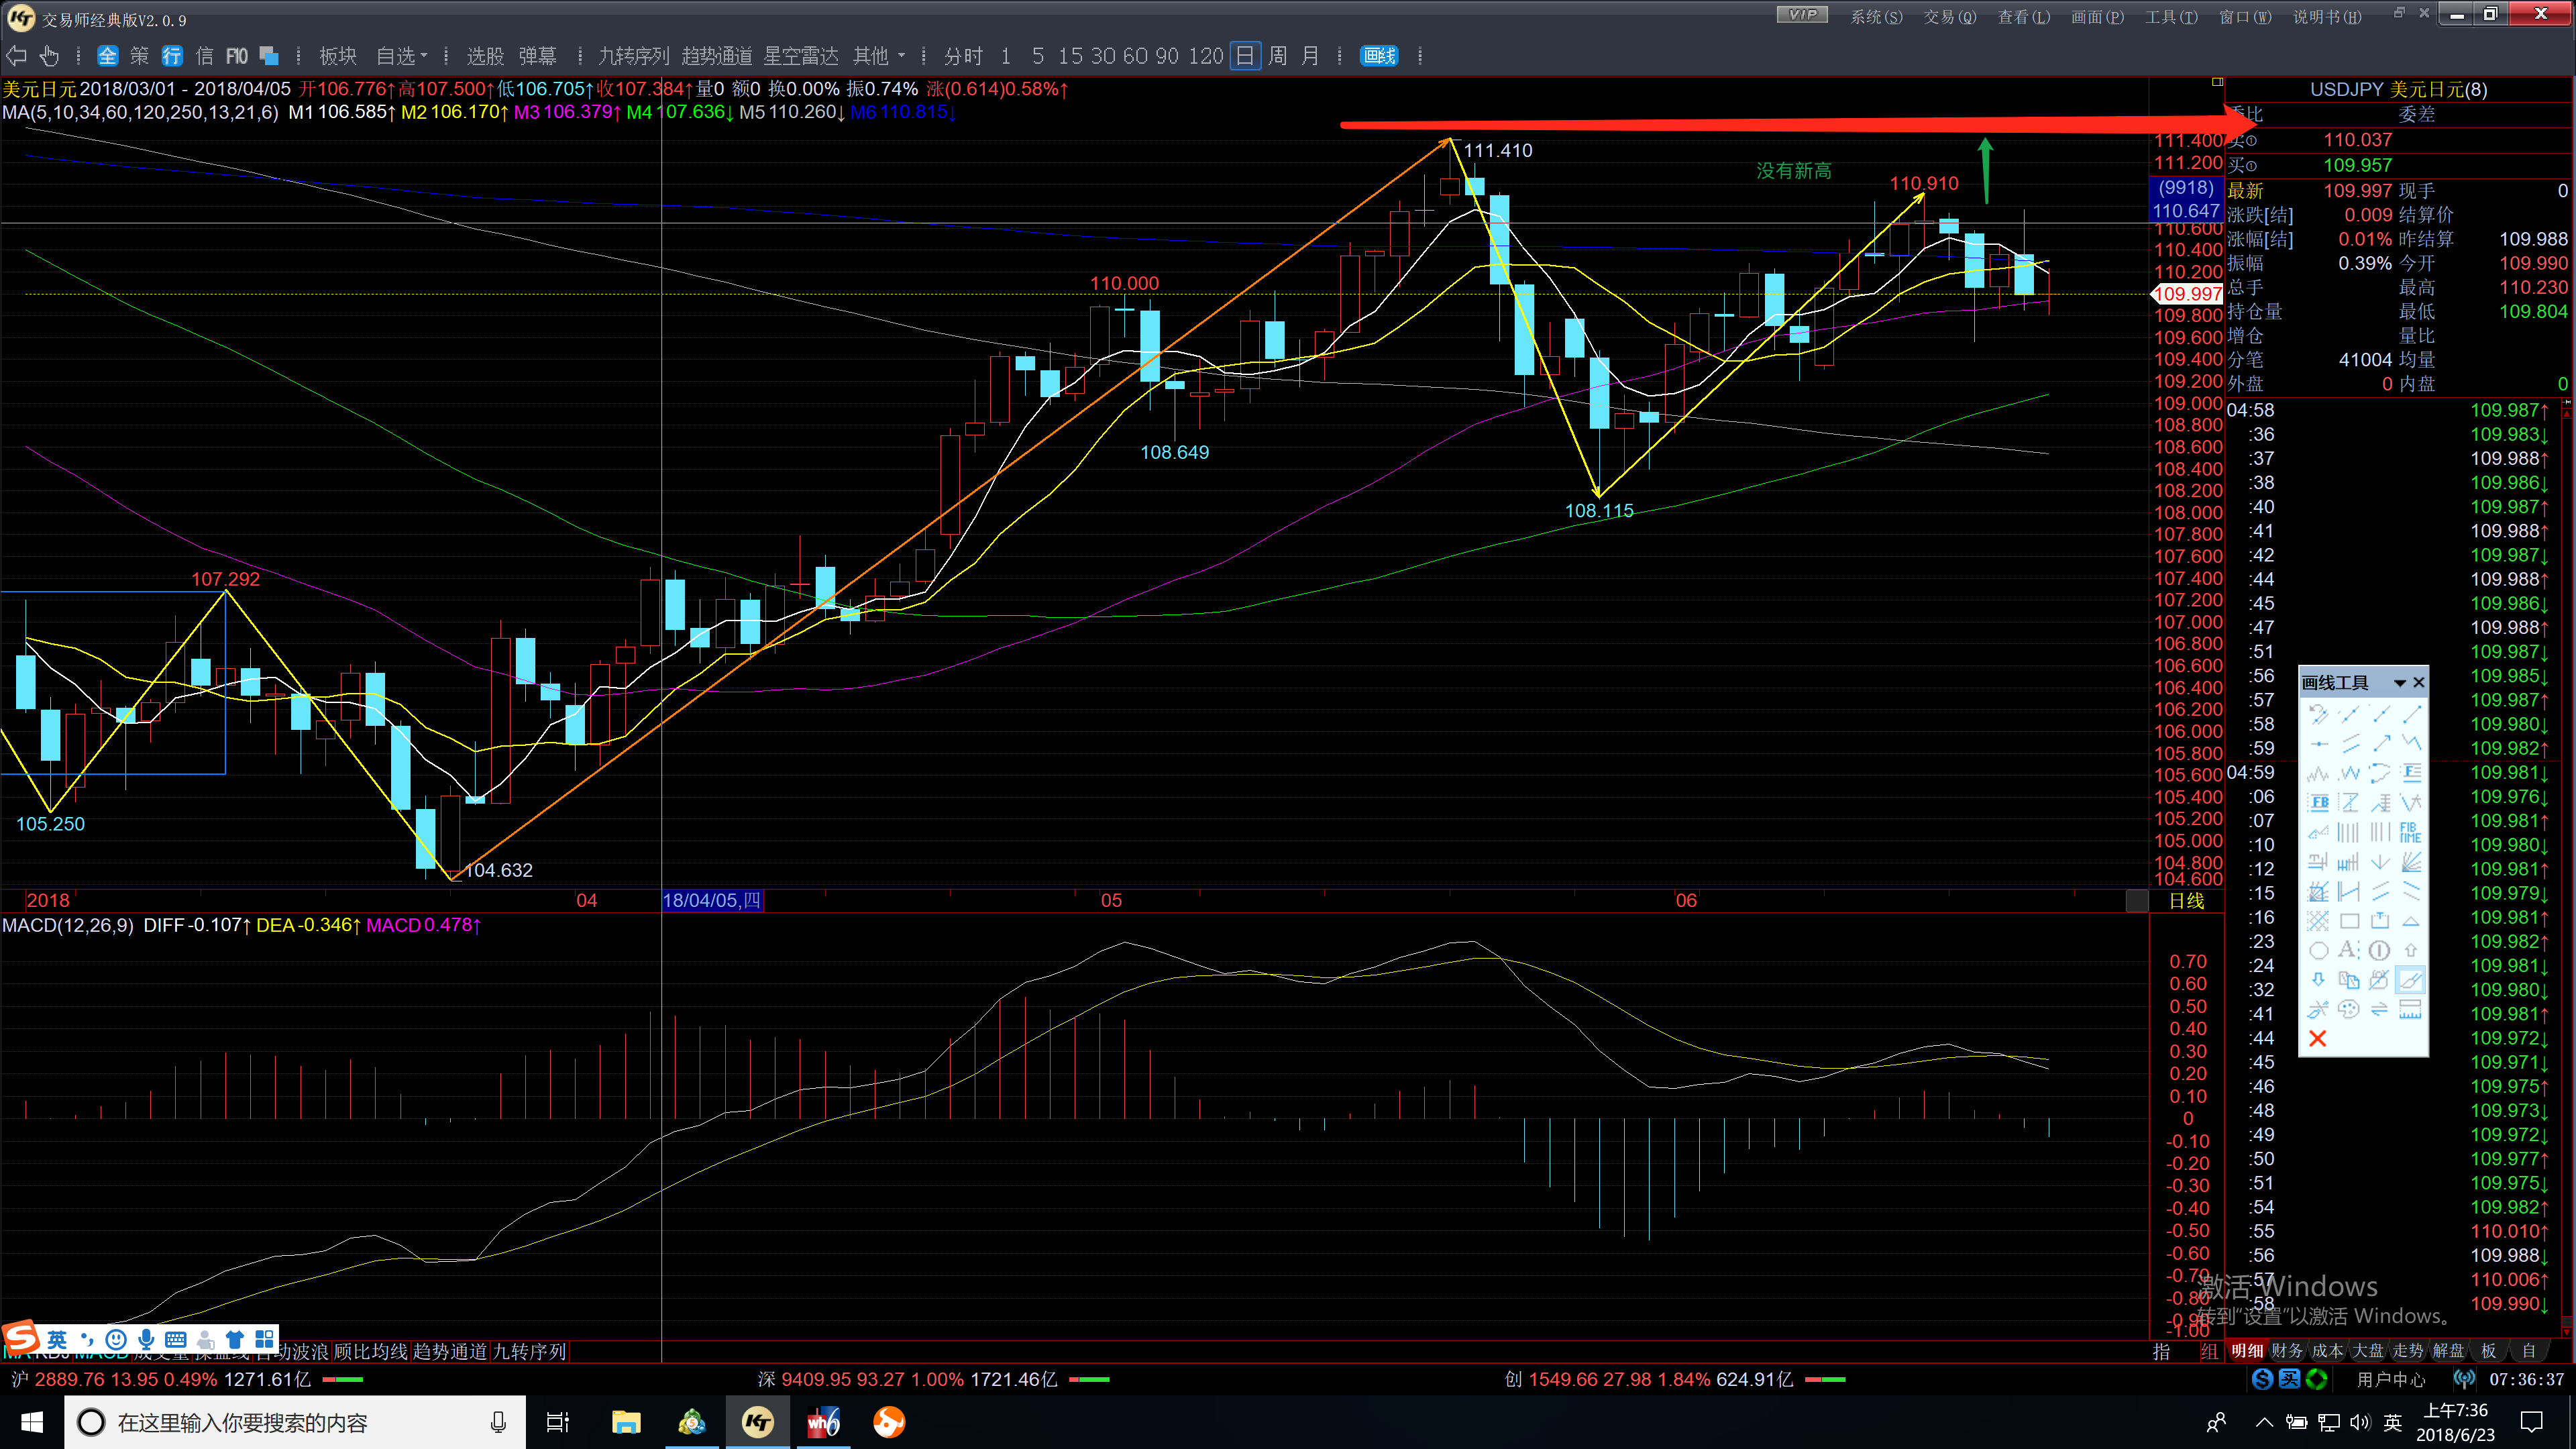 交易师经典版V2.0.9
VIP 系统(S) 交易(Q) 查看(L) 画面(P) 工具(T) 窗口(W) 说明书(H)
全 策 行 信 F10 板块 自选 选股 弹幕 九转序列 趋势通道 星空雷达 其他 分时 1 5 15 30 60 90 120 日 周 月 画线
美元日元 2018/03/01 - 2018/04/05 开106.776↑高107.500↑低106.705↑收107.384↑量0 额0 换0.00% 振0.74% 涨(0.614)0.58%↑
MA(5,10,34,60,120,250,13,21,6) M1 106.585↑ M2 106.170↑ M3 106.379↑ M4 107.636↓ M5 110.260↓ M6 110.815↓
111.410
没有新高
110.910
110.000
108.649
108.115
107.292
105.250
104.632
111.400
111.200
(9918)
110.647
110.600
110.400
110.200
109.997
109.800
109.600
109.400
109.200
109.000
108.800
108.600
108.400
108.200
108.000
107.800
107.600
107.400
107.200
107.000
106.800
106.600
106.400
106.200
106.000
105.800
105.600
105.400
105.200
105.000
104.800
104.600
2018 04 18/04/05,四 05 06 日线
MACD(12,26,9) DIFF -0.107↑ DEA -0.346↑ MACD 0.478↑
0.70
0.60
0.50
0.40
0.30
0.20
0.10
0
-0.10
-0.20
-0.30
-0.40
-0.50
-0.60
-0.70
-0.80
-0.90
-1.00
USDJPY 美元日元(8)
委比 委差
卖① 110.037
买① 109.957
最新 109.997 现手 0
涨跌[结] 0.009 结算价
涨幅[结] 0.01% 昨结算 109.988
振幅 0.39% 今开 109.990
总手 最高 110.230
持仓量 最低 109.804
增仓 量比
分笔 41004 均量
外盘 0 内盘 0
04:58 109.987↑
:36 109.983↓
:37 109.988↑
:38 109.986↓
:40 109.987↑
:41 109.988↑
:42 109.987↓
:44 109.988↑
:45 109.986↓
:47 109.988↑
:51 109.987↓
:56 109.985↓
:57 109.987↑
:58 109.980↓
:59 109.982↑
04:59 109.981↓
:06 109.976↓
:07 109.981↑
:10 109.980↓
:12 109.981↑
:15 109.979↓
:16 109.981↑
:23 109.982↑
:24 109.981↓
:32 109.980↓
:41 109.981↑
:44 109.972↓
:45 109.971↓
:46 109.975↑
:48 109.973↓
:49 109.972↓
:50 109.977↑
:51 109.975↓
:54 109.982↑
:55 110.010↑
:56 109.988↓
:57 110.006↑
:58 109.990↓
画线工具
FB
FIB
TIME
激活 Windows
转到"设置"以激活 Windows。
英
自动波浪 顾比均线 趋势通道 九转序列
指 组 明细 财务 成本 大盘 走势 解盘 板 自
沪 2889.76 13.95 0.49% 1271.61亿 深 9409.95 93.27 1.00% 1721.46亿 创 1549.66 27.98 1.84% 624.91亿 用户中心 07:36:37
在这里输入你要搜索的内容
KT wh6
英 上午7:36
2018/6/23